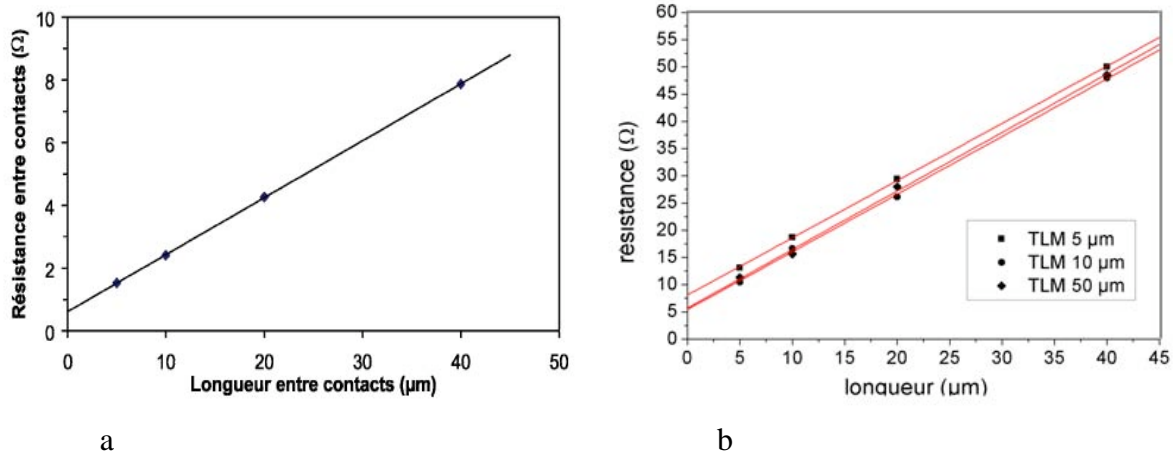 Résistance entre contacts (Ω)
10
8
6
4
2
0
0 10 20 30 40 50
Longueur entre contacts (µm)
a
resistance (Ω)
60
55
50
45
40
35
30
25
20
15
10
5
0
TLM 5 µm
TLM 10 µm
TLM 50 µm
0 5 10 15 20 25 30 35 40 45
longueur (µm)
b